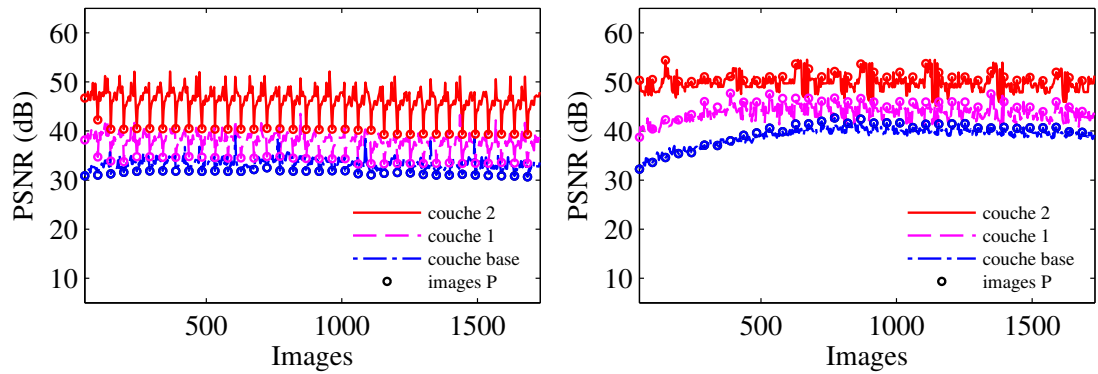 60
50
40
30
20
10
PSNR (dB)
500
1000
1500
Images
couche 2
couche 1
couche base
images P
60
50
40
30
20
10
PSNR (dB)
500
1000
1500
Images
couche 2
couche 1
couche base
images P